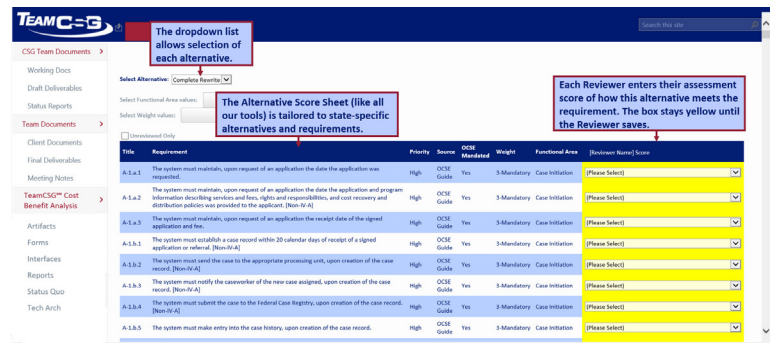 TEAMCSG
Search this site
The dropdown list
allows selection of
each alternative.
CSG Team Documents >
Working Docs
Draft Deliverables
Status Reports
Team Documents >
Client Documents
Final Deliverables
Meeting Notes
TeamCSG℠ Cost
Benefit Analysis >
Artifacts
Forms
Interfaces
Reports
Status Quo
Tech Arch
Select Alternative: Complete Rewrite
Select Functional Area values:
Select Weight values:
Unreviewed Only
The Alternative Score Sheet (like all
our tools) is tailored to state-specific
alternatives and requirements.
Each Reviewer enters their assessment
score of how this alternative meets the
requirement. The box stays yellow until
the Reviewer saves.
Title Requirement Priority Source OCSE Mandated Weight Functional Area [Reviewer Name] Score
A-1.a.1 The system must maintain, upon request of an application the date the application was
requested. High OCSE Guide Yes 3-Mandatory Case Initiation (Please Select)
A-1.a.2 The system must maintain, upon request of an application the date the application and program
information describing services and fees, rights and responsibilities, and cost recovery and
distribution policies was provided to the applicant. [Non-IV-A] High OCSE Guide Yes 3-Mandatory Case Initiation (Please Select)
A-1.a.3 The system must maintain, upon request of an application the receipt date of the signed
application and fee. High OCSE Guide Yes 3-Mandatory Case Initiation (Please Select)
A-1.b.1 The system must establish a case record within 20 calendar days of receipt of a signed
application or referral. [Non-IV-A] High OCSE Guide Yes 3-Mandatory Case Initiation (Please Select)
A-1.b.2 The system must send the case to the appropriate processing unit, upon creation of the case
record. [Non-IV-A] High OCSE Guide Yes 3-Mandatory Case Initiation (Please Select)
A-1.b.3 The system must notify the caseworker of the new case assigned, upon creation of the case
record. [Non-IV-A] High OCSE Guide Yes 3-Mandatory Case Initiation (Please Select)
A-1.b.4 The system must submit the case to the Federal Case Registry, upon creation of the case record.
[Non-IV-A] High OCSE Guide Yes 3-Mandatory Case Initiation (Please Select)
A-1.b.5 The system must make entry into the case history, upon creation of the case record. High OCSE Guide Yes 3-Mandatory Case Initiation (Please Select)